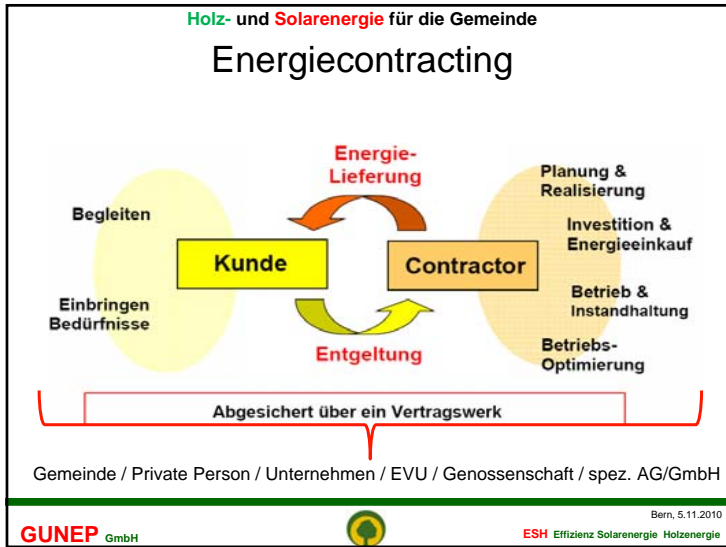 Holz- und Solarenergie für die Gemeinde
Energiecontracting
Energie-
Lieferung
Begleiten
Einbringen
Bedürfnisse
Kunde
Contractor
Planung &
Realisierung
Investition &
Energieeinkauf
Betrieb &
Instandhaltung
Betriebs-
Optimierung
Entgeltung
Abgesichert über ein Vertragswerk
Gemeinde / Private Person / Unternehmen / EVU / Genossenschaft / spez. AG/GmbH
Bern, 5.11.2010
GUNEP GmbH
ESH Effizienz Solarenergie Holzenergie